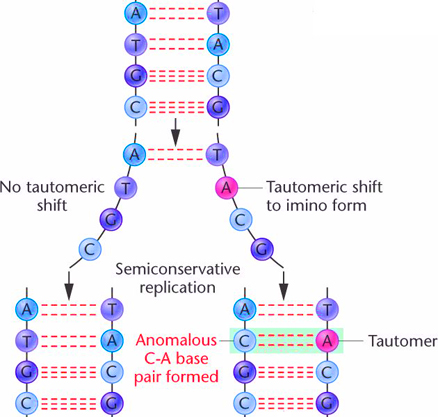 A T
T A
G C
C G
A T
No tautomeric
shift
T A
Tautomeric shift
to imino form
G C
C G
Semiconservative
replication
A T A T
T A C A
Anomalous
C-A base
pair formed
Tautomer
G C G C
C G C G